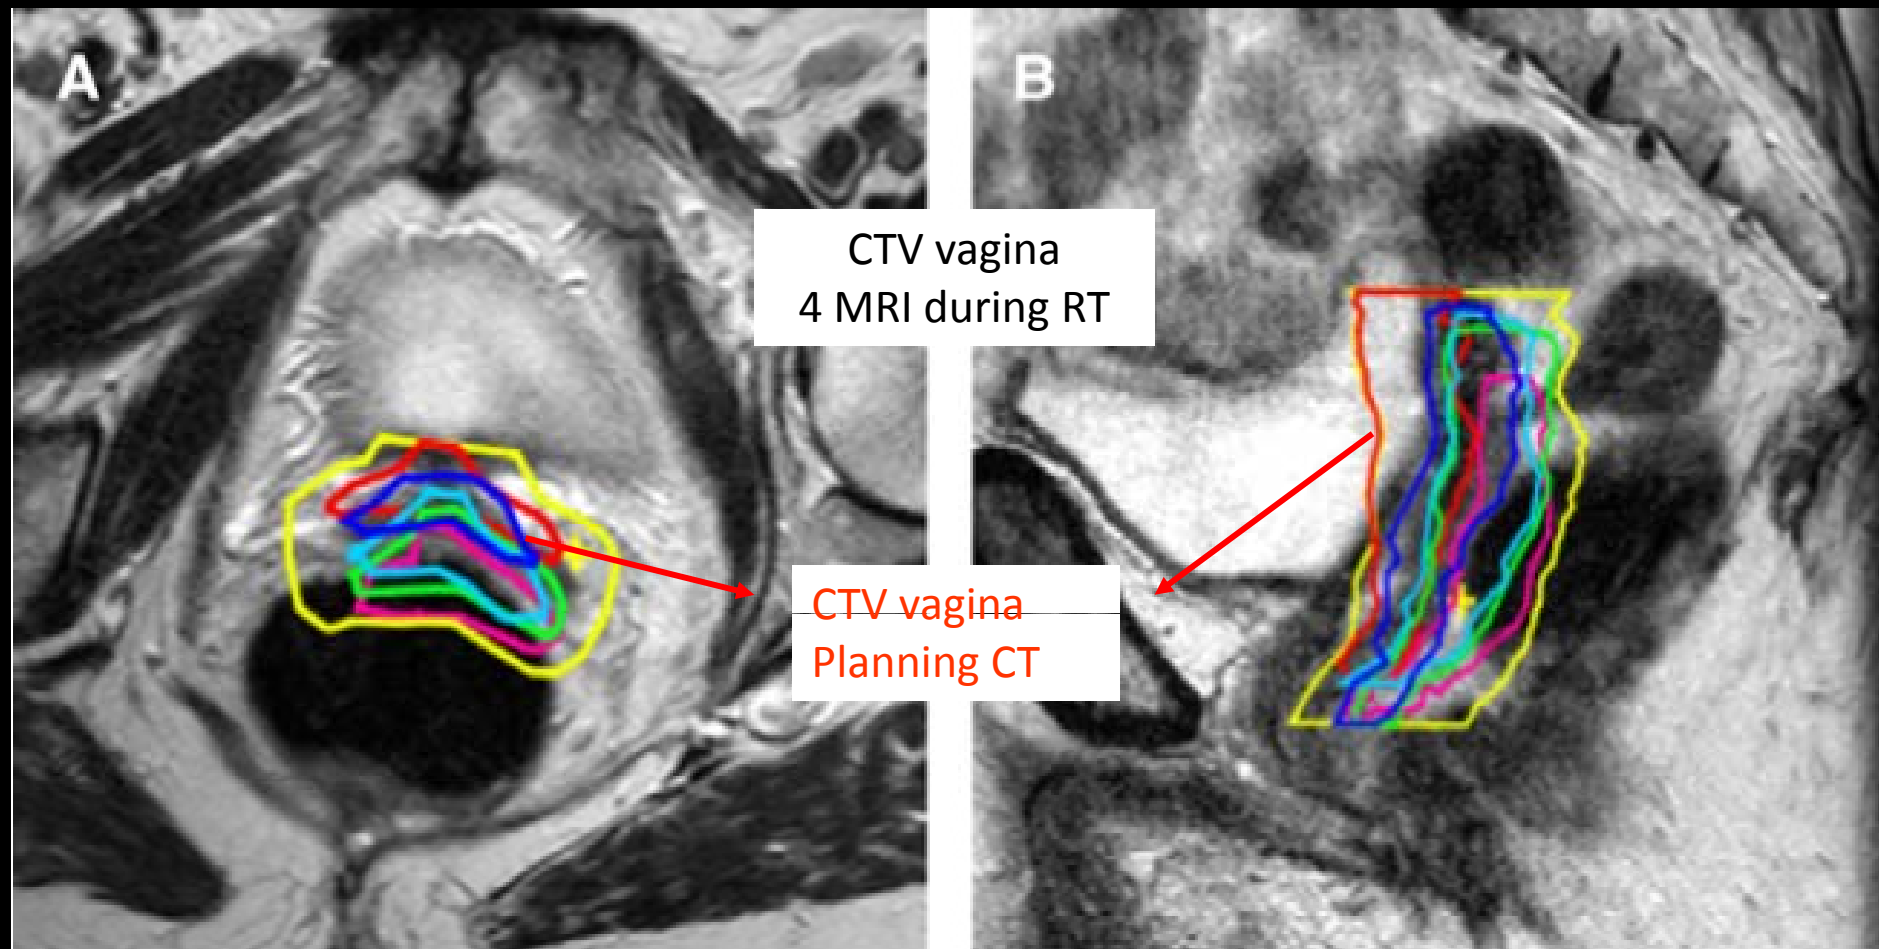 A
B
CTV vagina
4 MRI during RT
CTV vagina
Planning CT